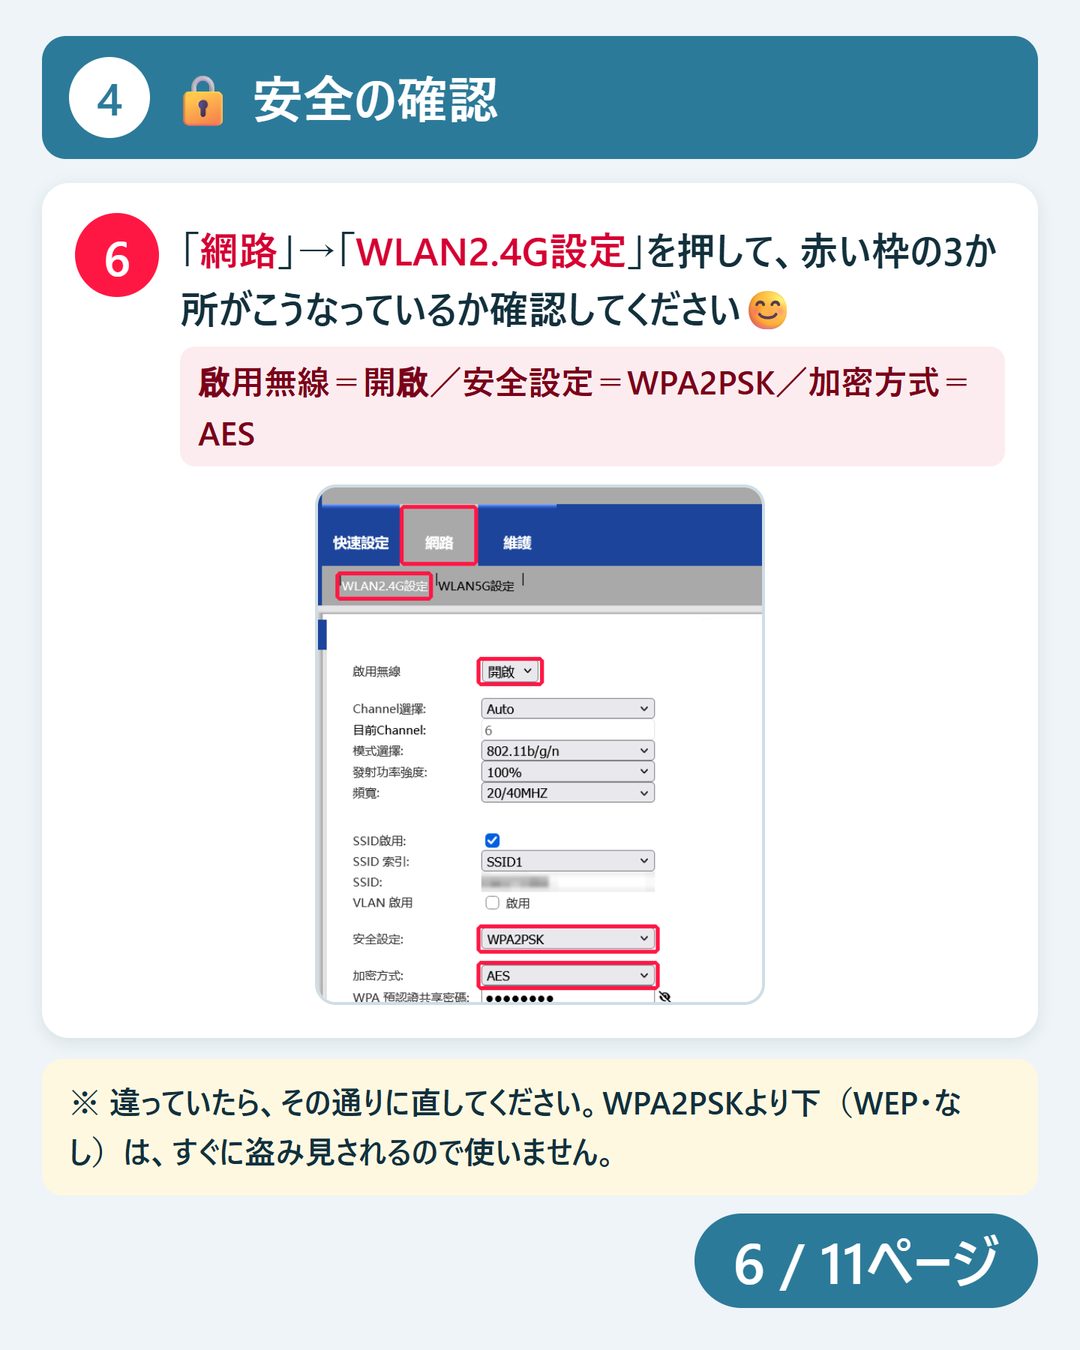 4 安全の確認
6 「網路」→「WLAN2.4G設定」を押して、赤い枠の3か
所がこうなっているか確認してください
啟用無線＝開啟／安全設定＝WPA2PSK／加密方式＝
AES
快速設定 網路 維護
WLAN2.4G設定 WLAN5G設定
啟用無線 開啟
Channel選擇: Auto
目前Channel: 6
模式選擇: 802.11b/g/n
發射功率強度: 100%
頻寬: 20/40MHZ
SSID啟用:
SSID 索引: SSID1
SSID:
VLAN 啟用 啟用
安全設定: WPA2PSK
加密方式: AES
WPA 預認證共享密碼: ●●●●●●●●
※ 違っていたら、その通りに直してください。WPA2PSKより下（WEP・な
し）は、すぐに盗み見されるので使いません。
6 / 11ページ